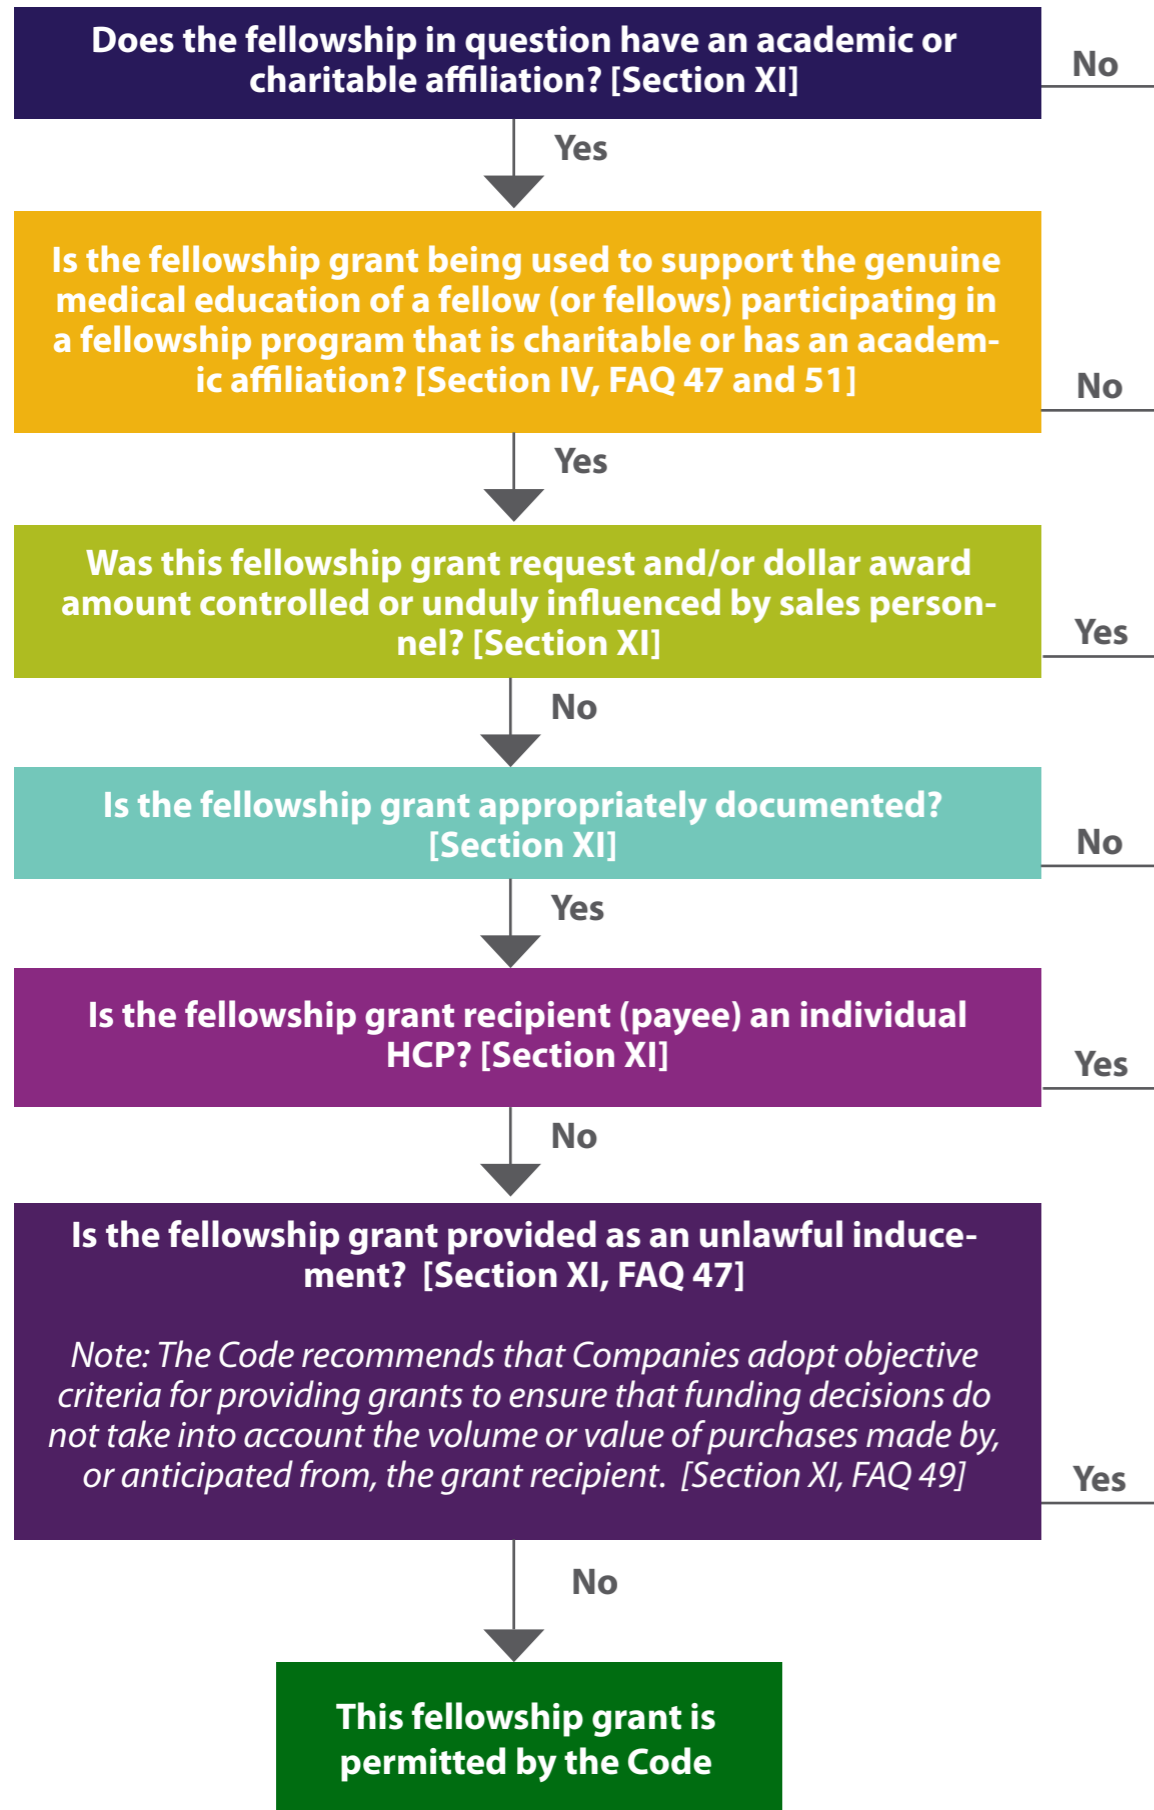 Does the fellowship in question have an academic or
charitable affiliation? [Section XI]
No
Yes
Is the fellowship grant being used to support the genuine
medical education of a fellow (or fellows) participating in
a fellowship program that is charitable or has an academ-
ic affiliation? [Section IV, FAQ 47 and 51]
No
Yes
Was this fellowship grant request and/or dollar award
amount controlled or unduly influenced by sales person-
nel? [Section XI]
Yes
No
Is the fellowship grant appropriately documented?
[Section XI]
No
Yes
Is the fellowship grant recipient (payee) an individual
HCP? [Section XI]
Yes
No
Is the fellowship grant provided as an unlawful induce-
ment? [Section XI, FAQ 47]
Note: The Code recommends that Companies adopt objective
criteria for providing grants to ensure that funding decisions do
not take into account the volume or value of purchases made by,
or anticipated from, the grant recipient. [Section XI, FAQ 49]
Yes
No
This fellowship grant is
permitted by the Code